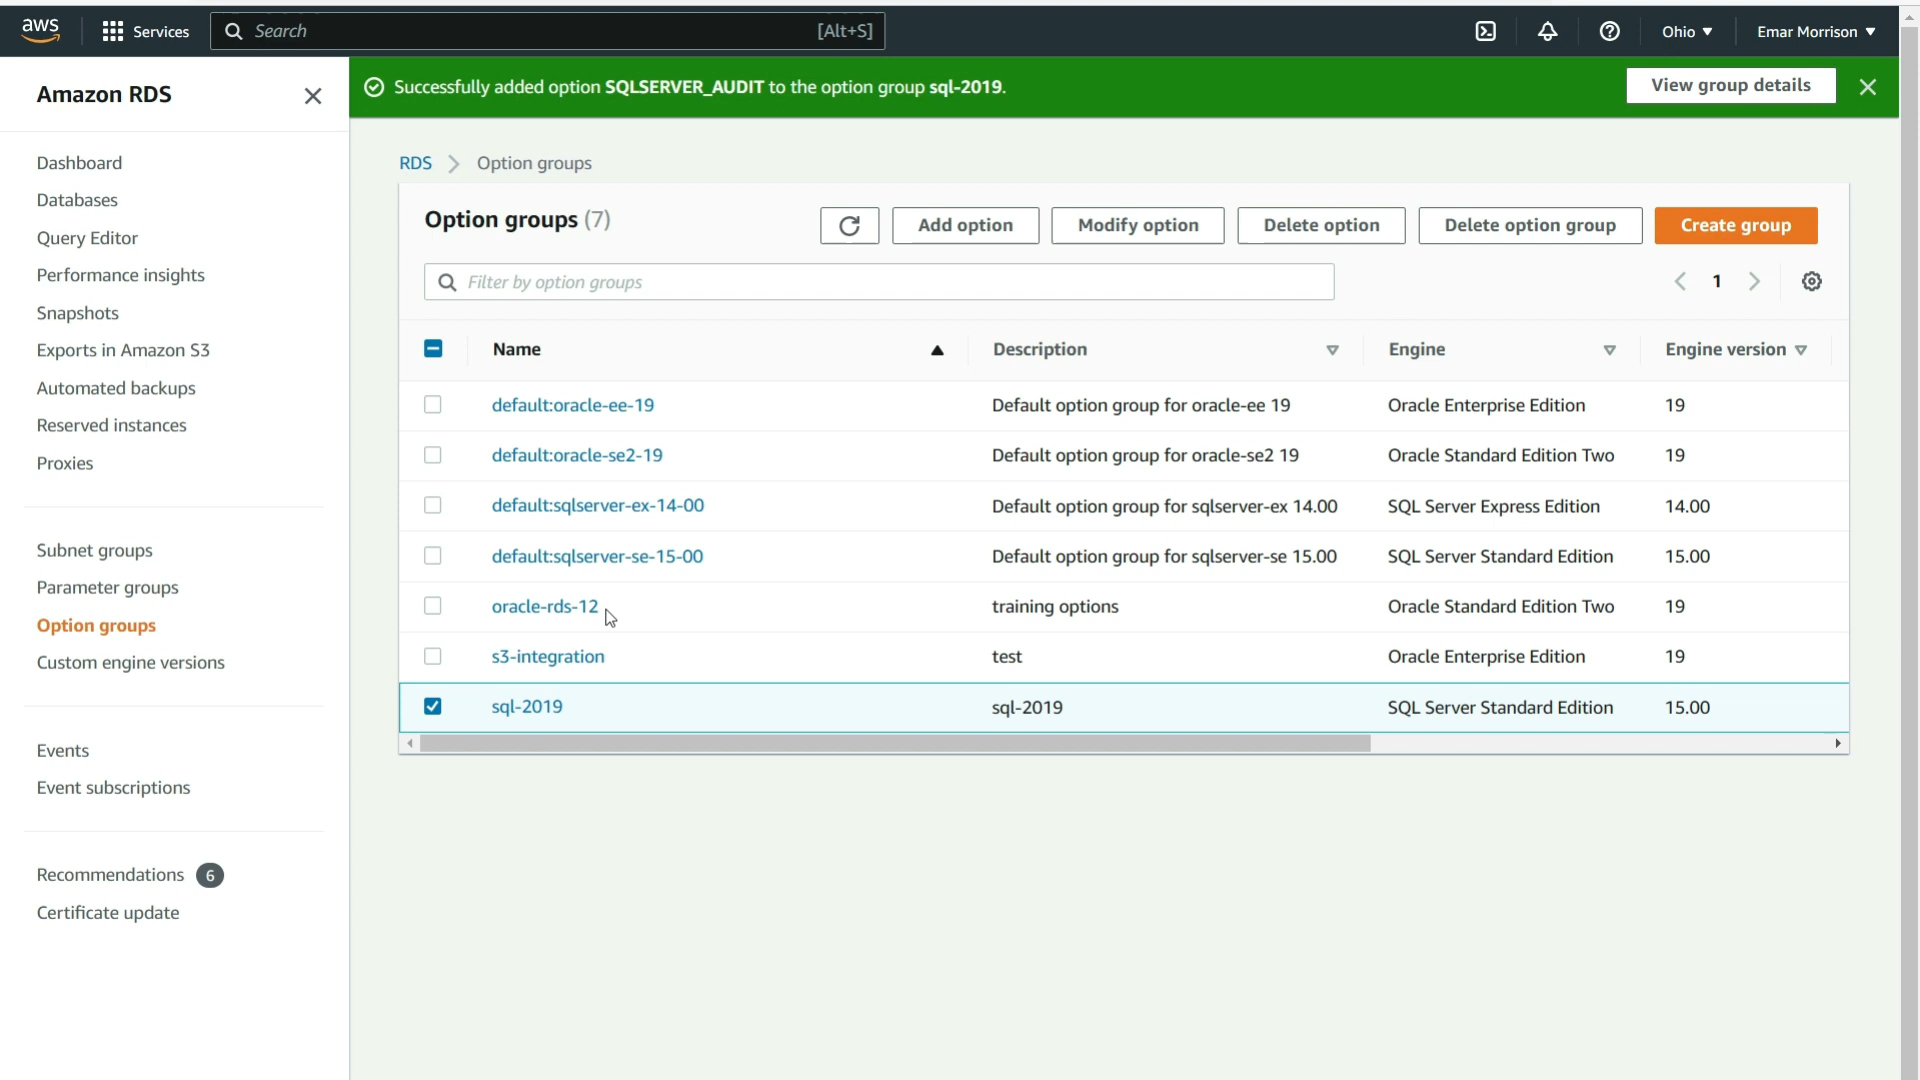 aws Services Search [Alt+S] Ohio Emar Morrison
Amazon RDS
Successfully added option SQLSERVER_AUDIT to the option group sql-2019. View group details
Dashboard
Databases
Query Editor
Performance insights
Snapshots
Exports in Amazon S3
Automated backups
Reserved instances
Proxies
Subnet groups
Parameter groups
Option groups
Custom engine versions
Events
Event subscriptions
Recommendations 6
Certificate update
RDS > Option groups
Option groups (7) Add option Modify option Delete option Delete option group Create group
Filter by option groups 1
Name Description Engine Engine version
default:oracle-ee-19 Default option group for oracle-ee 19 Oracle Enterprise Edition 19
default:oracle-se2-19 Default option group for oracle-se2 19 Oracle Standard Edition Two 19
default:sqlserver-ex-14-00 Default option group for sqlserver-ex 14.00 SQL Server Express Edition 14.00
default:sqlserver-se-15-00 Default option group for sqlserver-se 15.00 SQL Server Standard Edition 15.00
oracle-rds-12 training options Oracle Standard Edition Two 19
s3-integration test Oracle Enterprise Edition 19
sql-2019 sql-2019 SQL Server Standard Edition 15.00